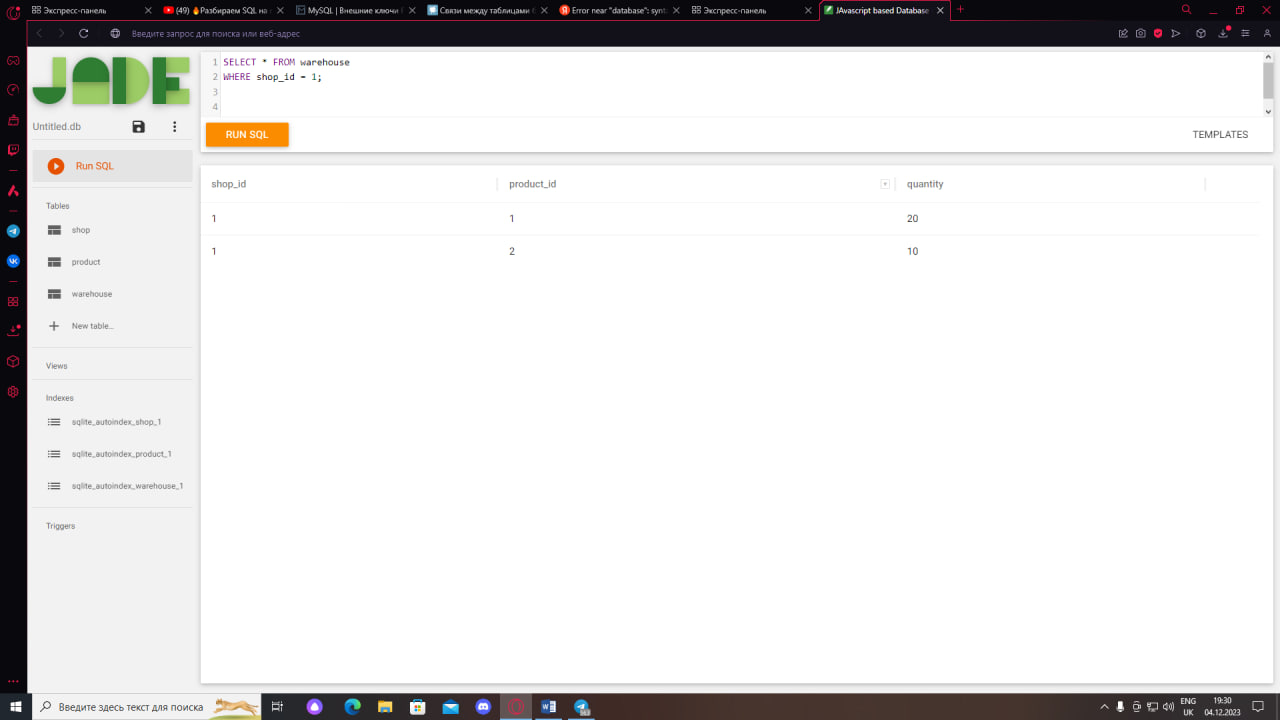 Экспресс-панель
(49) 🔥Разбираем SQL на
MySQL | Внешние ключи
Связи между таблицами б
Error near "database": synta
Экспресс-панель
JAvascript based Database
Введите запрос для поиска или веб-адрес
JADE
Untitled.db
Run SQL
Tables
shop
product
warehouse
New table...
Views
Indexes
sqlite_autoindex_shop_1
sqlite_autoindex_product_1
sqlite_autoindex_warehouse_1
Triggers
1 SELECT * FROM warehouse
2 WHERE shop_id = 1;
3
4
RUN SQL
TEMPLATES
shop_id product_id quantity
1 1 20
1 2 10
Введите здесь текст для поиска
ENG
UK
19:30
04.12.2023